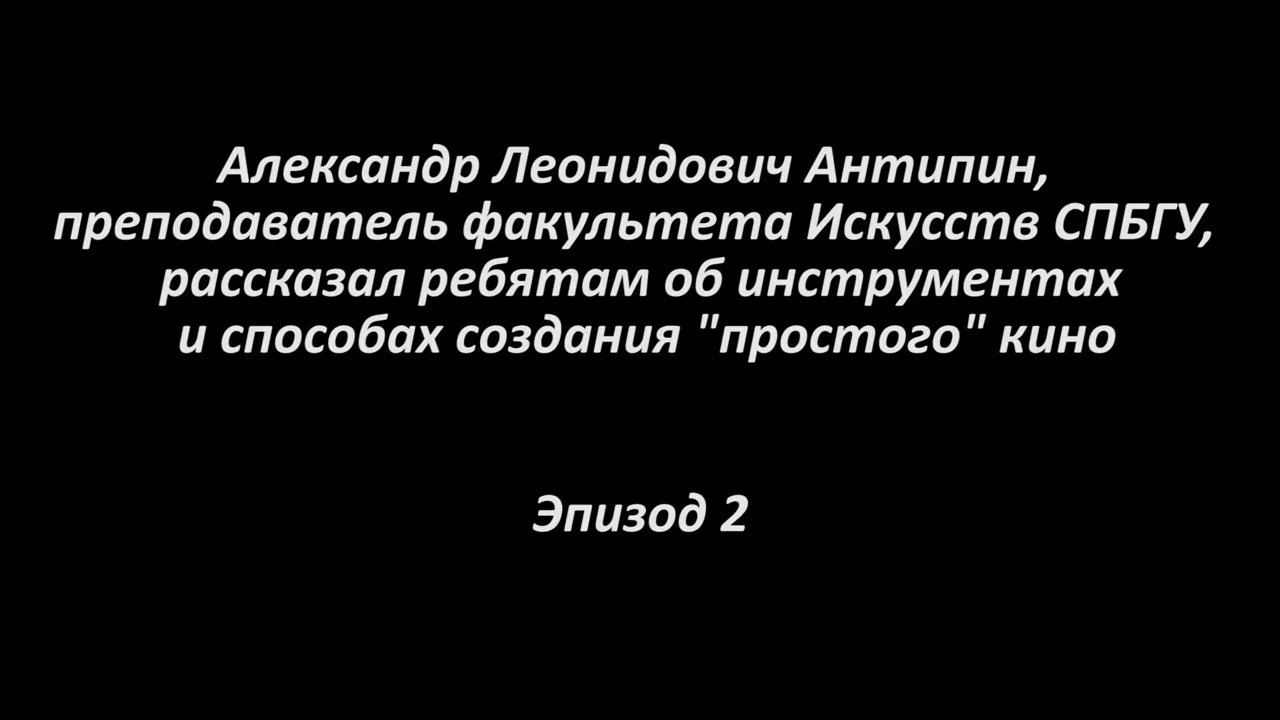 Александр Леонидович Антипин,
преподаватель факультета Искусств СПБГУ,
рассказал ребятам об инструментах
и способах создания "простого" кино
Эпизод 2